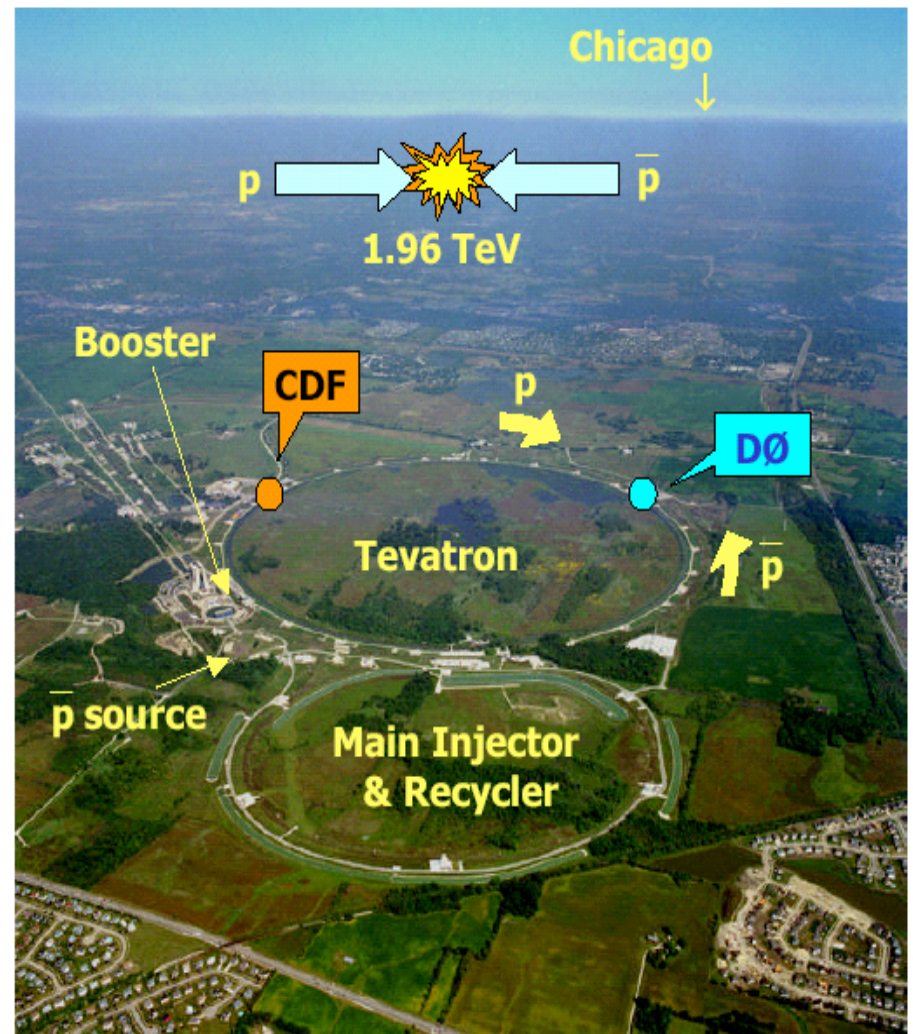 Chicago
p
p̅
1.96 TeV
Booster
CDF
p
DØ
Tevatron
p̅
p̅ source
Main Injector
& Recycler